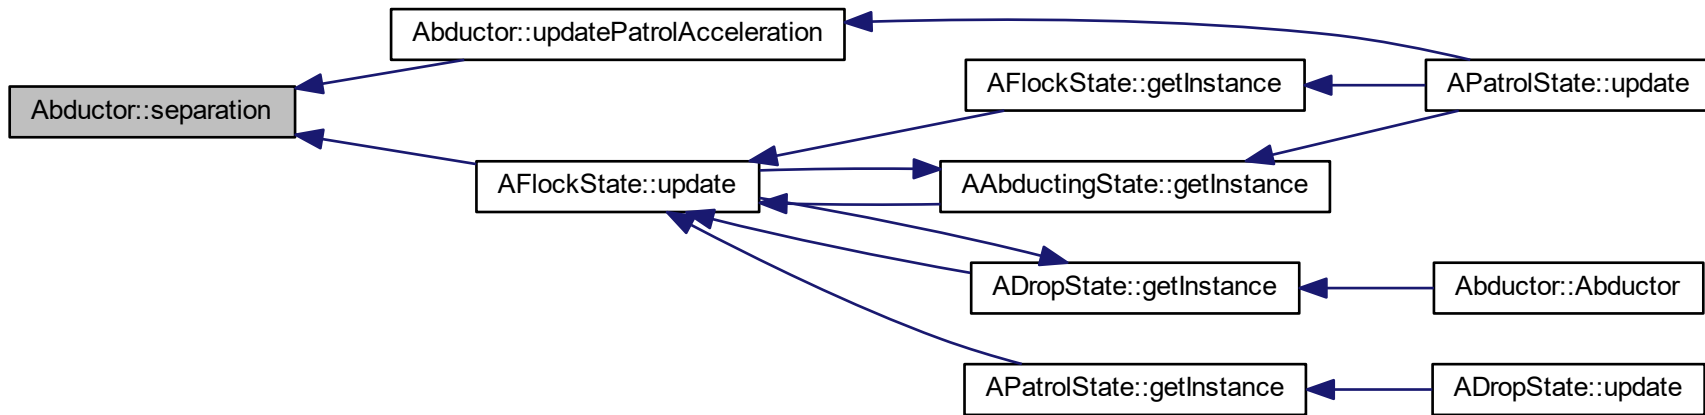 Abductor::separation
Abductor::updatePatrolAcceleration
AFlockState::update
AFlockState::getInstance
AAbductingState::getInstance
ADropState::getInstance
APatrolState::getInstance
APatrolState::update
Abductor::Abductor
ADropState::update